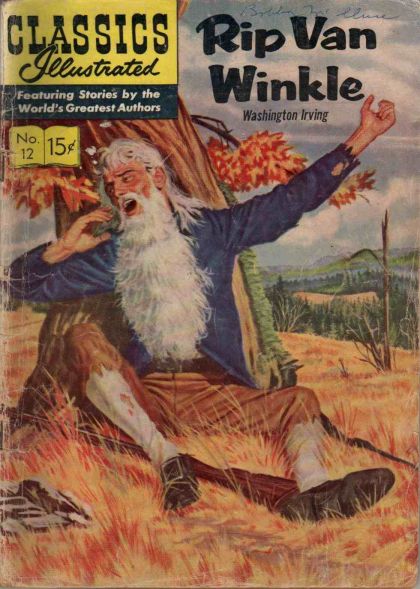 CLASSICS
Illustrated
Featuring Stories by the
World's Greatest Authors
No.
12
15¢
Rip Van
Winkle
Washington Irving